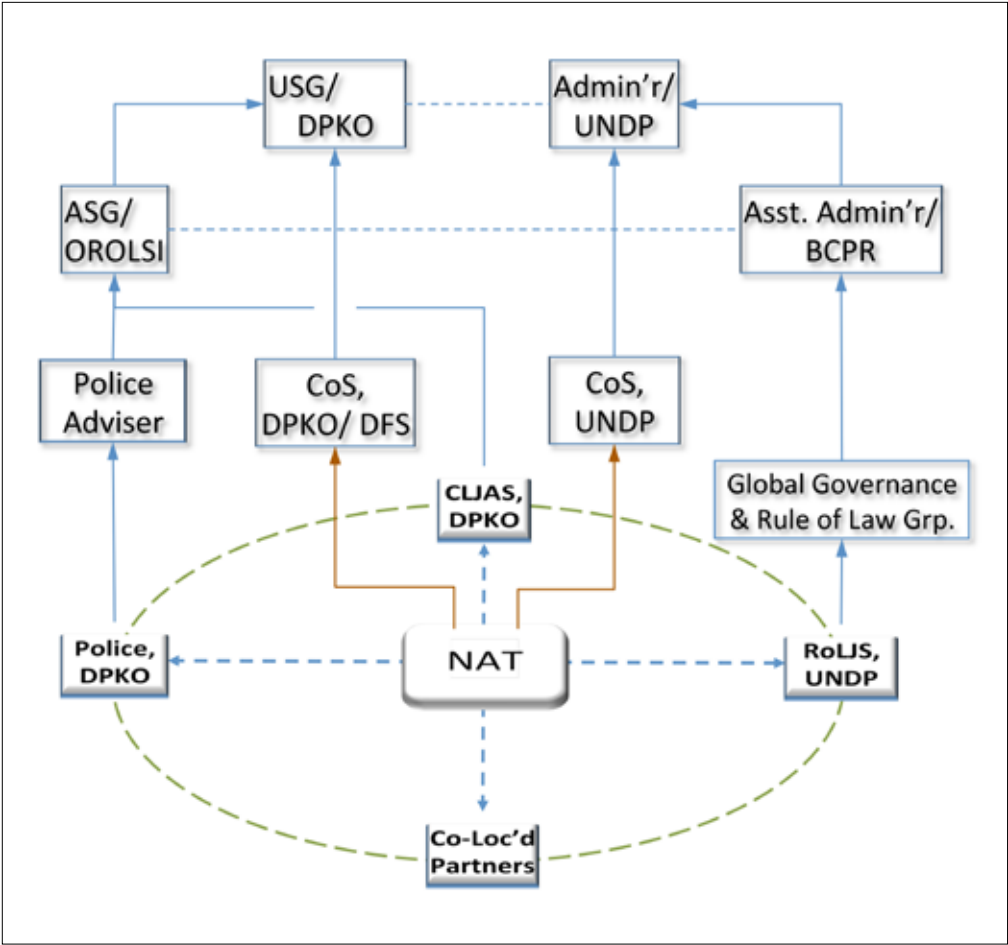 USG/
DPKO
Admin’r/
UNDP
ASG/
OROLSI
Asst. Admin’r/
BCPR
Police
Adviser
CoS,
DPKO/ DFS
CoS,
UNDP
Global Governance
& Rule of Law Grp.
CLJAS,
DPKO
Police,
DPKO
NAT
RoLJS,
UNDP
Co-Loc’d
Partners